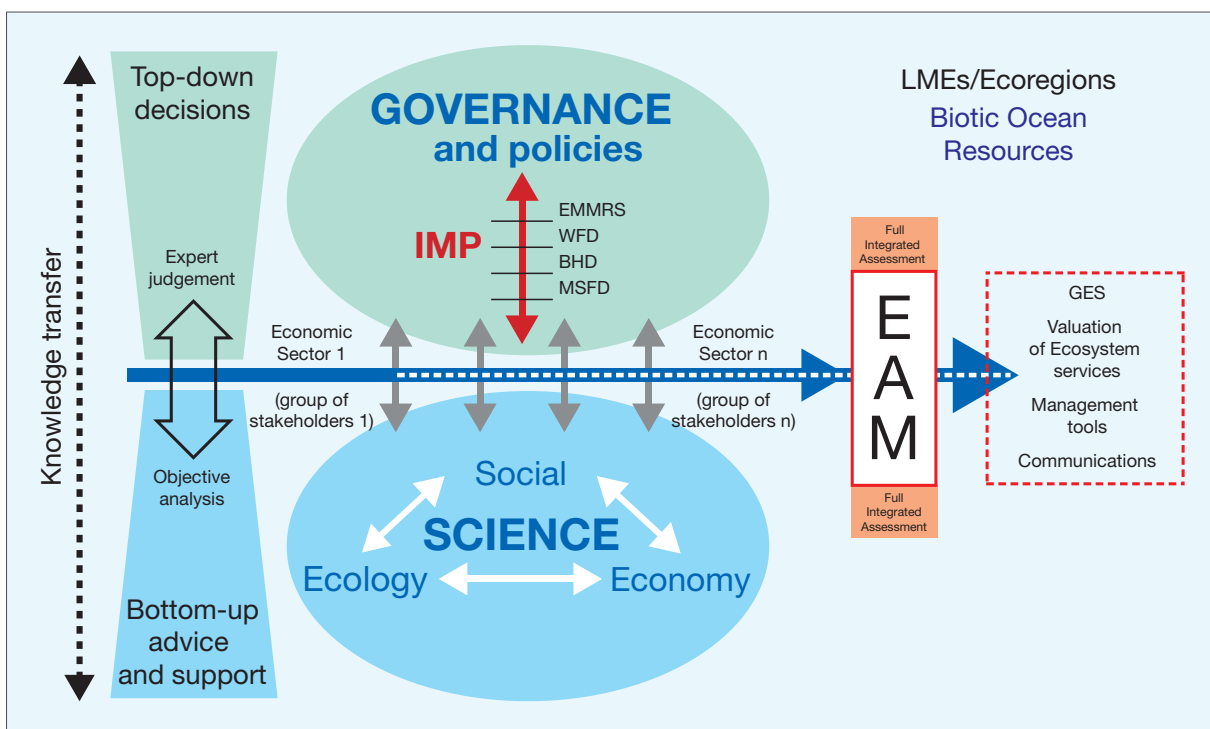 Knowledge transfer
Top-down
decisions
Expert
judgement
Objective
analysis
Bottom-up
advice
and support
GOVERNANCE
and policies
IMP
EMMRS
WFD
BHD
MSFD
Economic
Sector 1
(group of
stakeholders 1)
Economic
Sector n
(group of
stakeholders n)
Social
SCIENCE
Ecology
Economy
LMEs/Ecoregions
Biotic Ocean
Resources
Full
Integrated
Assessment
E
A
M
Full
Integrated
Assessment
GES
Valuation
of Ecosystem
services
Management
tools
Communications